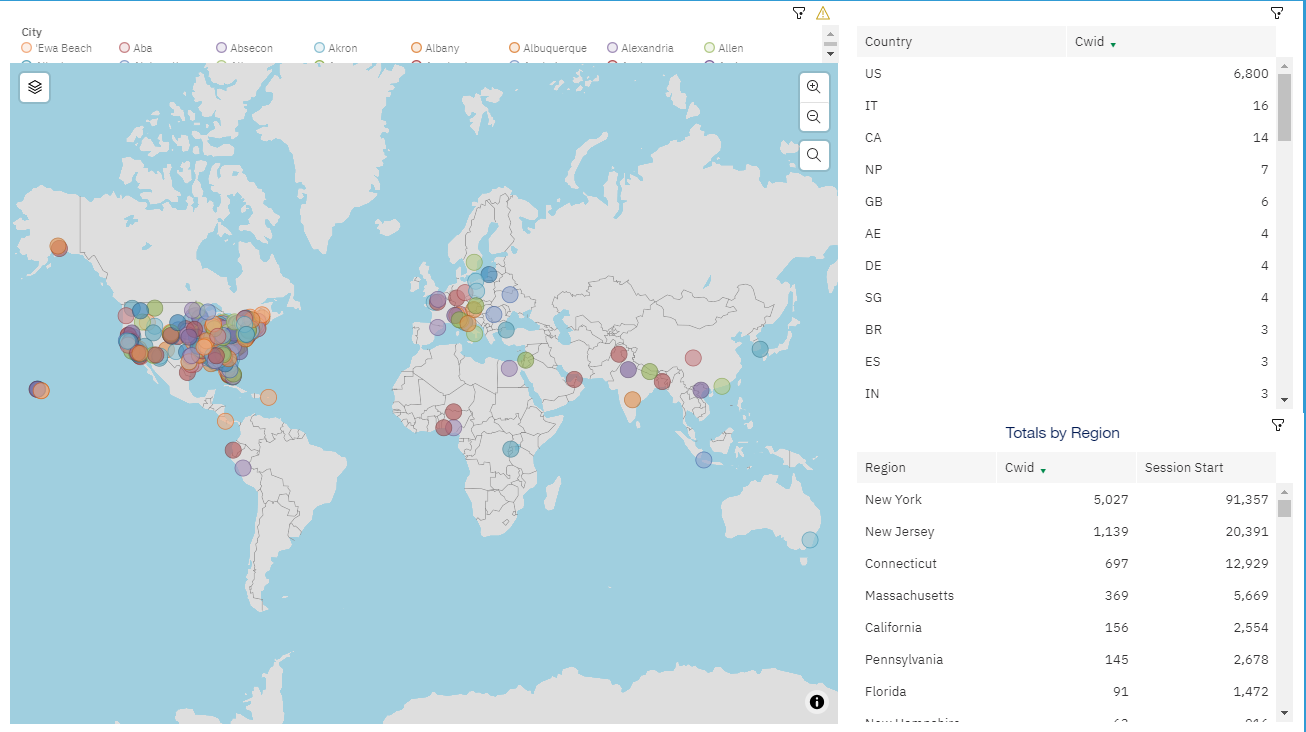 City
'Ewa Beach Aba Absecon Akron Albany Albuquerque Alexandria Allen
Country Cwid
US 6,800
IT 16
CA 14
NP 7
GB 6
AE 4
DE 4
SG 4
BR 3
ES 3
IN 3
Totals by Region
Region Cwid Session Start
New York 5,027 91,357
New Jersey 1,139 20,391
Connecticut 697 12,929
Massachusetts 369 5,669
California 156 2,554
Pennsylvania 145 2,678
Florida 91 1,472
New Hampshire